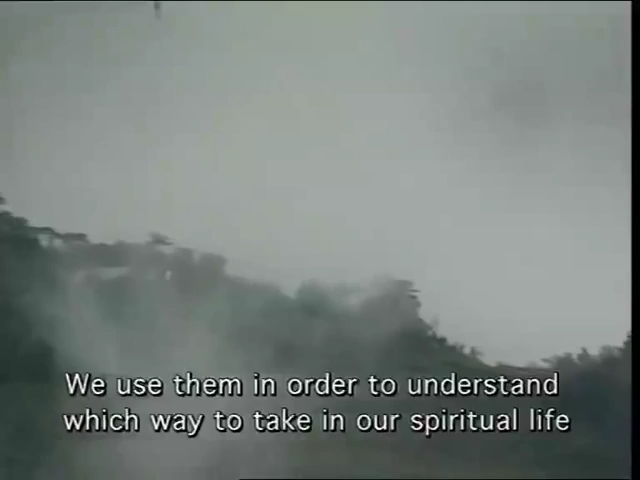 We use them in order to understand
which way to take in our spiritual life